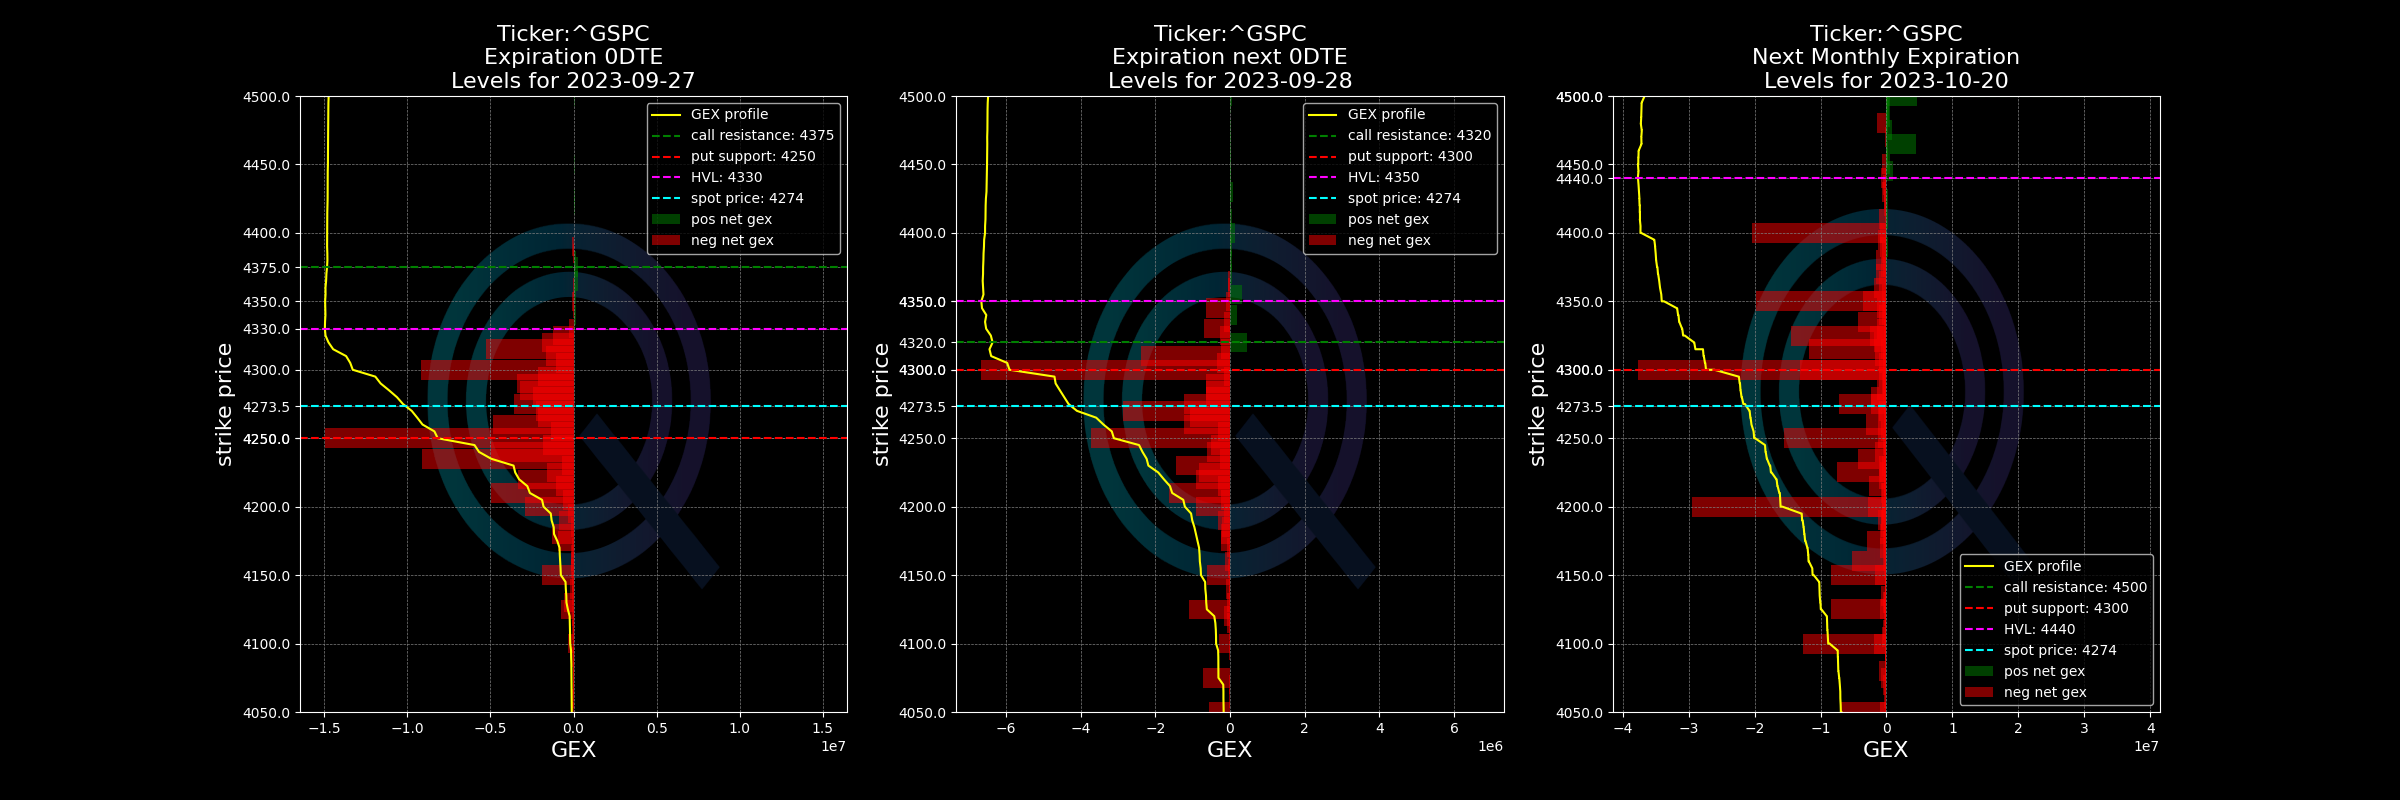 Ticker:^GSPC
Expiration 0DTE
Levels for 2023-09-27
4500.0
4450.0
4400.0
4375.0
4350.0
4330.0
4300.0
4273.5
4250.0
4200.0
4150.0
4100.0
4050.0
strike price
GEX profile
call resistance: 4375
put support: 4250
HVL: 4330
spot price: 4274
pos net gex
neg net gex
−1.5 −1.0 −0.5 0.0 0.5 1.0 1.5
1e7
GEX
Ticker:^GSPC
Expiration next 0DTE
Levels for 2023-09-28
4500.0
4450.0
4400.0
4350.0
4320.0
4300.0
4273.5
4250.0
4200.0
4150.0
4100.0
4050.0
strike price
GEX profile
call resistance: 4320
put support: 4300
HVL: 4350
spot price: 4274
pos net gex
neg net gex
−6 −4 −2 0 2 4 6
1e6
GEX
Ticker:^GSPC
Next Monthly Expiration
Levels for 2023-10-20
4500.0
4450.0
4440.0
4400.0
4350.0
4300.0
4273.5
4250.0
4200.0
4150.0
4100.0
4050.0
strike price
GEX profile
call resistance: 4500
put support: 4300
HVL: 4440
spot price: 4274
pos net gex
neg net gex
−4 −3 −2 −1 0 1 2 3 4
1e7
GEX